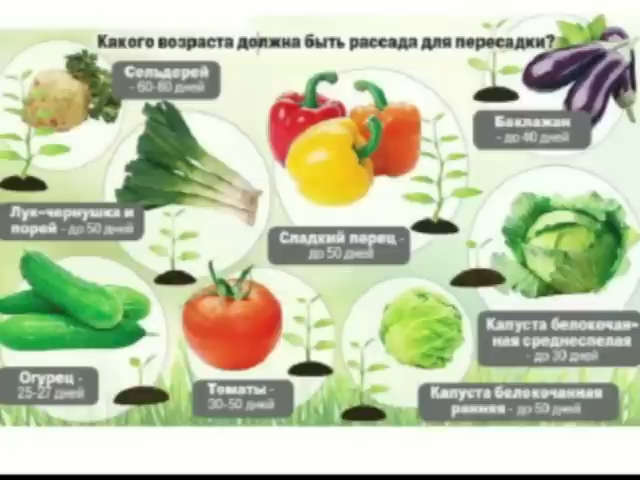 Какого возраста должна быть рассада для пересадки?
Сельдерей
- 60-80 дней
Баклажан
- до 40 дней
Лук-чернушка и
порей - до 50 дней
Сладкий перец -
до 50 дней
Капуста белокочан-
ная среднеспелая
- до 30 дней
Огурец -
25-27 дней
Томаты -
30-50 дней
Капуста белокочанная
ранняя - до 50 дней